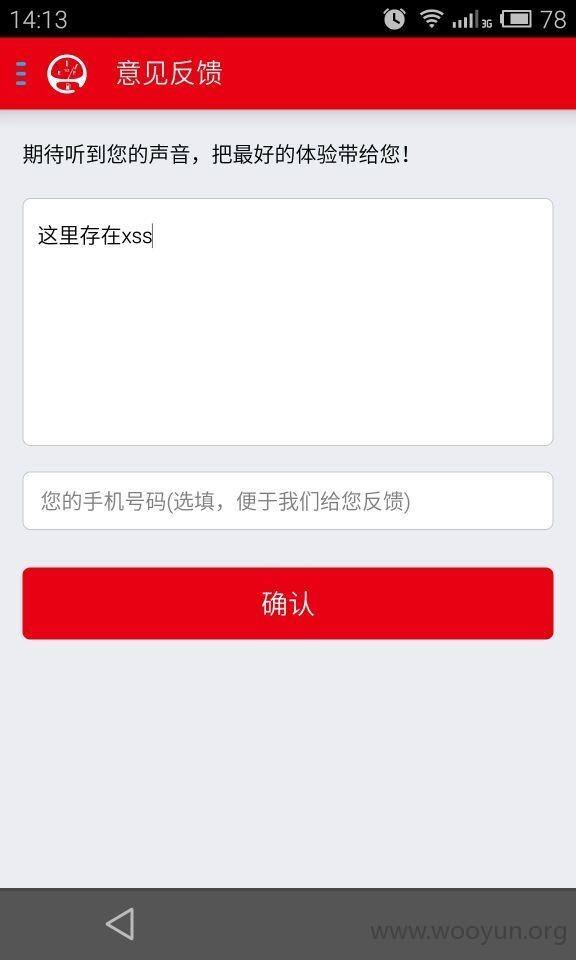 14:13 3G 78
意见反馈
期待听到您的声音，把最好的体验带给您！
这里存在xss
您的手机号码(选填，便于我们给您反馈)
确认
www.wooyun.org